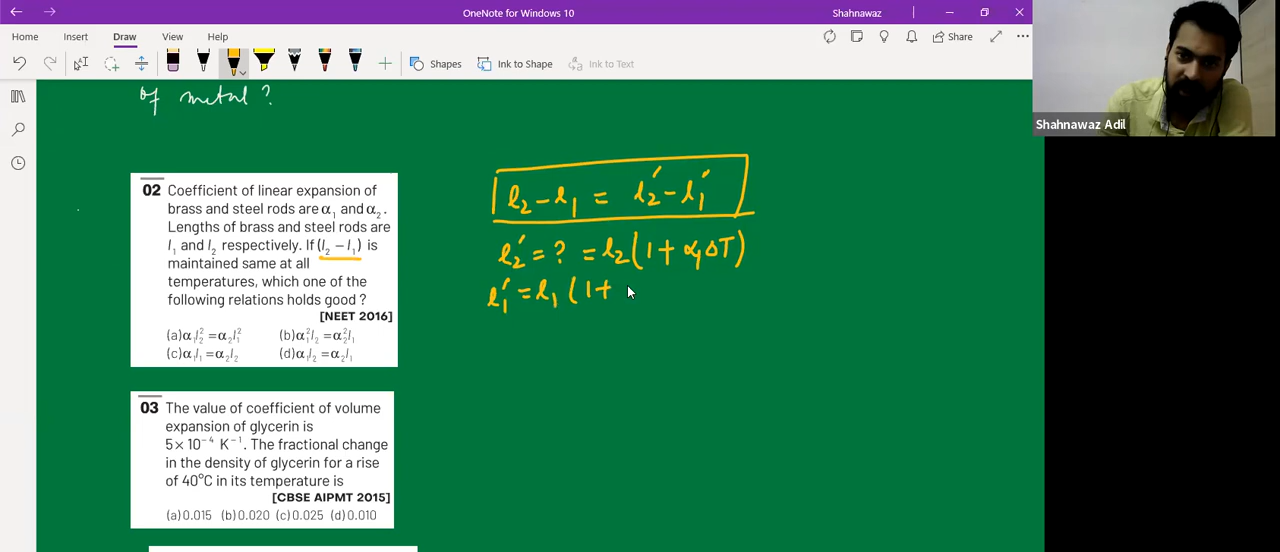 OneNote for Windows 10
Shahnawaz
Home Insert Draw View Help
Share
Shapes Ink to Shape Ink to Text
of metal ?
Shahnawaz Adil
02 Coefficient of linear expansion of
brass and steel rods are α₁ and α₂.
Lengths of brass and steel rods are
l₁ and l₂ respectively. If (l₂ − l₁) is
maintained same at all
temperatures, which one of the
following relations holds good ?
[NEET 2016]
(a) α₁l₂² = α₂l₁² (b) α₁²l₂ = α₂²l₁
(c) α₁l₁ = α₂l₂ (d) α₁l₂ = α₂l₁
l₂ − l₁ = l₂′ − l₁′
l₂′ = ? = l₂ (1 + α₁ΔT)
l₁′ = l₁ (1 +
03 The value of coefficient of volume
expansion of glycerin is
5 × 10⁻⁴ K⁻¹. The fractional change
in the density of glycerin for a rise
of 40°C in its temperature is
[CBSE AIPMT 2015]
(a) 0.015 (b) 0.020 (c) 0.025 (d) 0.010